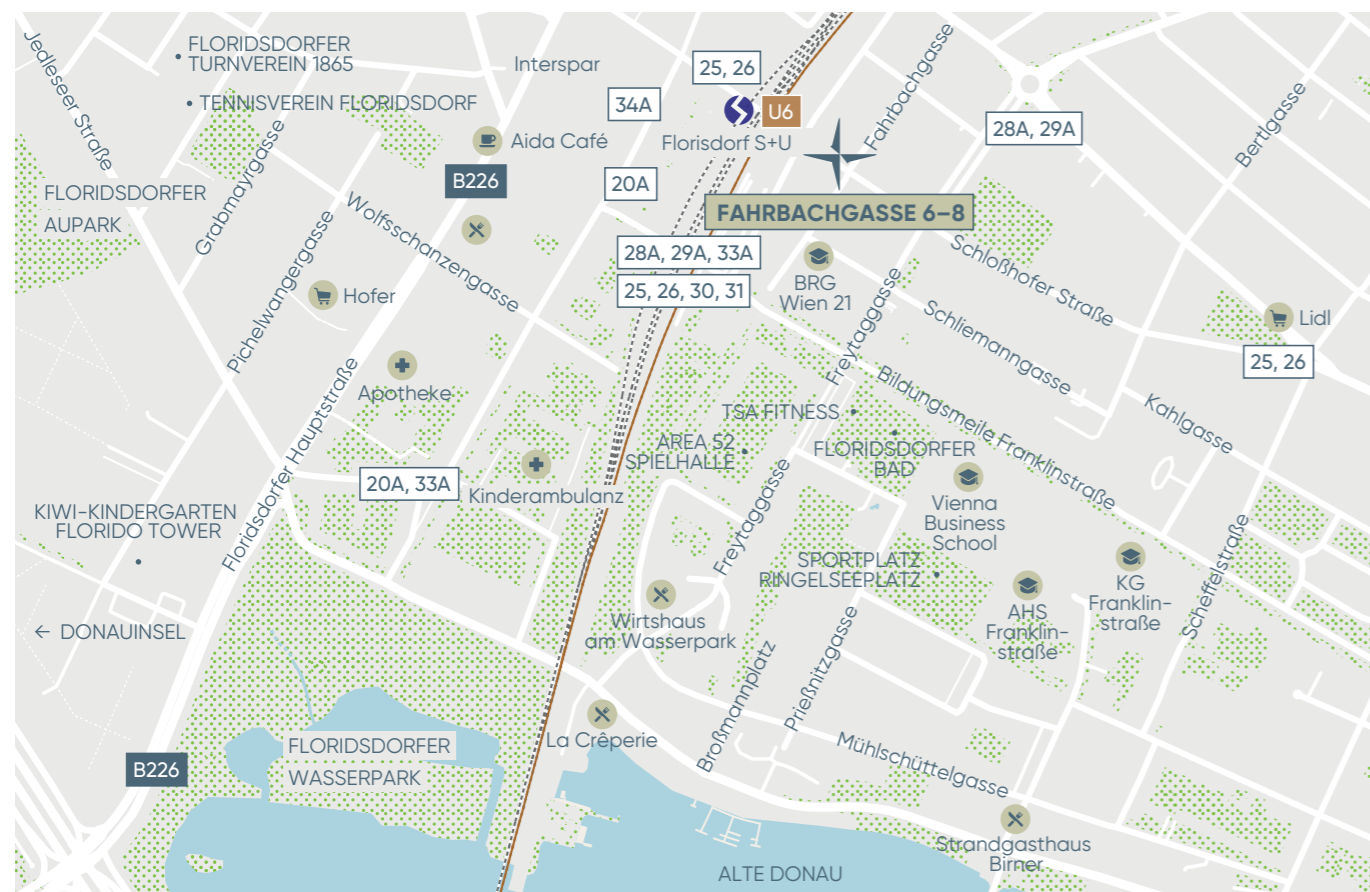 Jedleseer Straße
FLORIDSDORFER
TURNVEREIN 1865
TENNISVEREIN FLORIDSDORF
Interspar
25, 26
34A
U6
Florisdorf S+U
Fahrbachgasse
28A, 29A
Bertlgasse
Aida Café
B226
20A
FLORIDSDORFER
AUPARK
Grabmayrgasse
Pichelwangergasse
Wolfsschanzengasse
FAHRBACHGASSE 6–8
28A, 29A, 33A
25, 26, 30, 31
BRG
Wien 21
Schloßhofer Straße
Freytaggasse
Schliemanngasse
Lidl
25, 26
Hofer
Apotheke
Floridsdorfer Hauptstraße
Bildungsmeile Franklinstraße
Kahlgasse
TSA FITNESS
AREA 52
SPIELHALLE
FLORIDSDORFER
BAD
20A, 33A
Kinderambulanz
Freytaggasse
Vienna
Business
School
KIWI-KINDERGARTEN
FLORIDO TOWER
SPORTPLATZ
RINGELSEEPLATZ
AHS
Franklin-
straße
KG
Franklin-
straße
Scheffelstraße
← DONAUINSEL
Wirtshaus
am Wasserpark
Broßmannplatz
Prießnitzgasse
La Crêperie
Mühlschüttelgasse
FLORIDSDORFER
WASSERPARK
B226
Strandgasthaus
Birner
ALTE DONAU